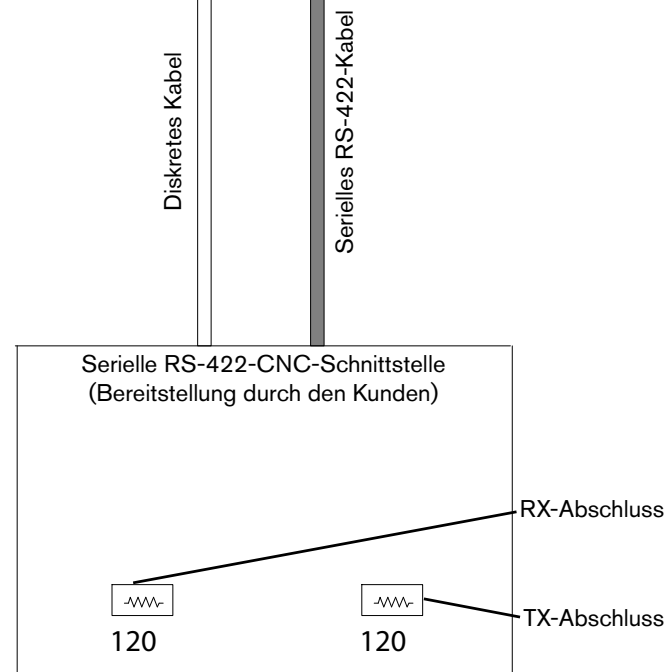 Diskretes Kabel
Serielles RS-422-Kabel
Serielle RS-422-CNC-Schnittstelle
(Bereitstellung durch den Kunden)
RX-Abschluss
TX-Abschluss
120
120